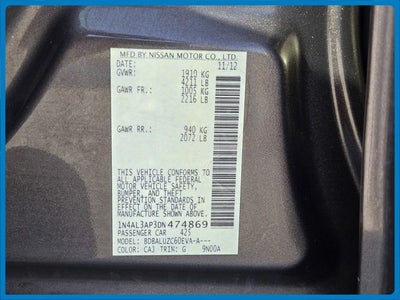 MFD BY NISSAN MOTOR CO., LTD.
DATE: 11/12
GVWR: 1910 KG
4211 LB
GAWR FR.: 1005 KG
2216 LB
GAWR RR.: 940 KG
2072 LB
THIS VEHICLE CONFORMS TO
ALL APPLICABLE FEDERAL
MOTOR VEHICLE SAFETY,
BUMPER, AND THEFT
PREVENTION STANDARDS IN
EFFECT ON THE DATE OF
MANUFACTURE SHOWN ABOVE.
1N4AL3AP3DN474869
PASSENGER CAR 425
MODEL: BDBALUZC60EVA-A---
COLOR: CAJ TRIM: G 9N00A